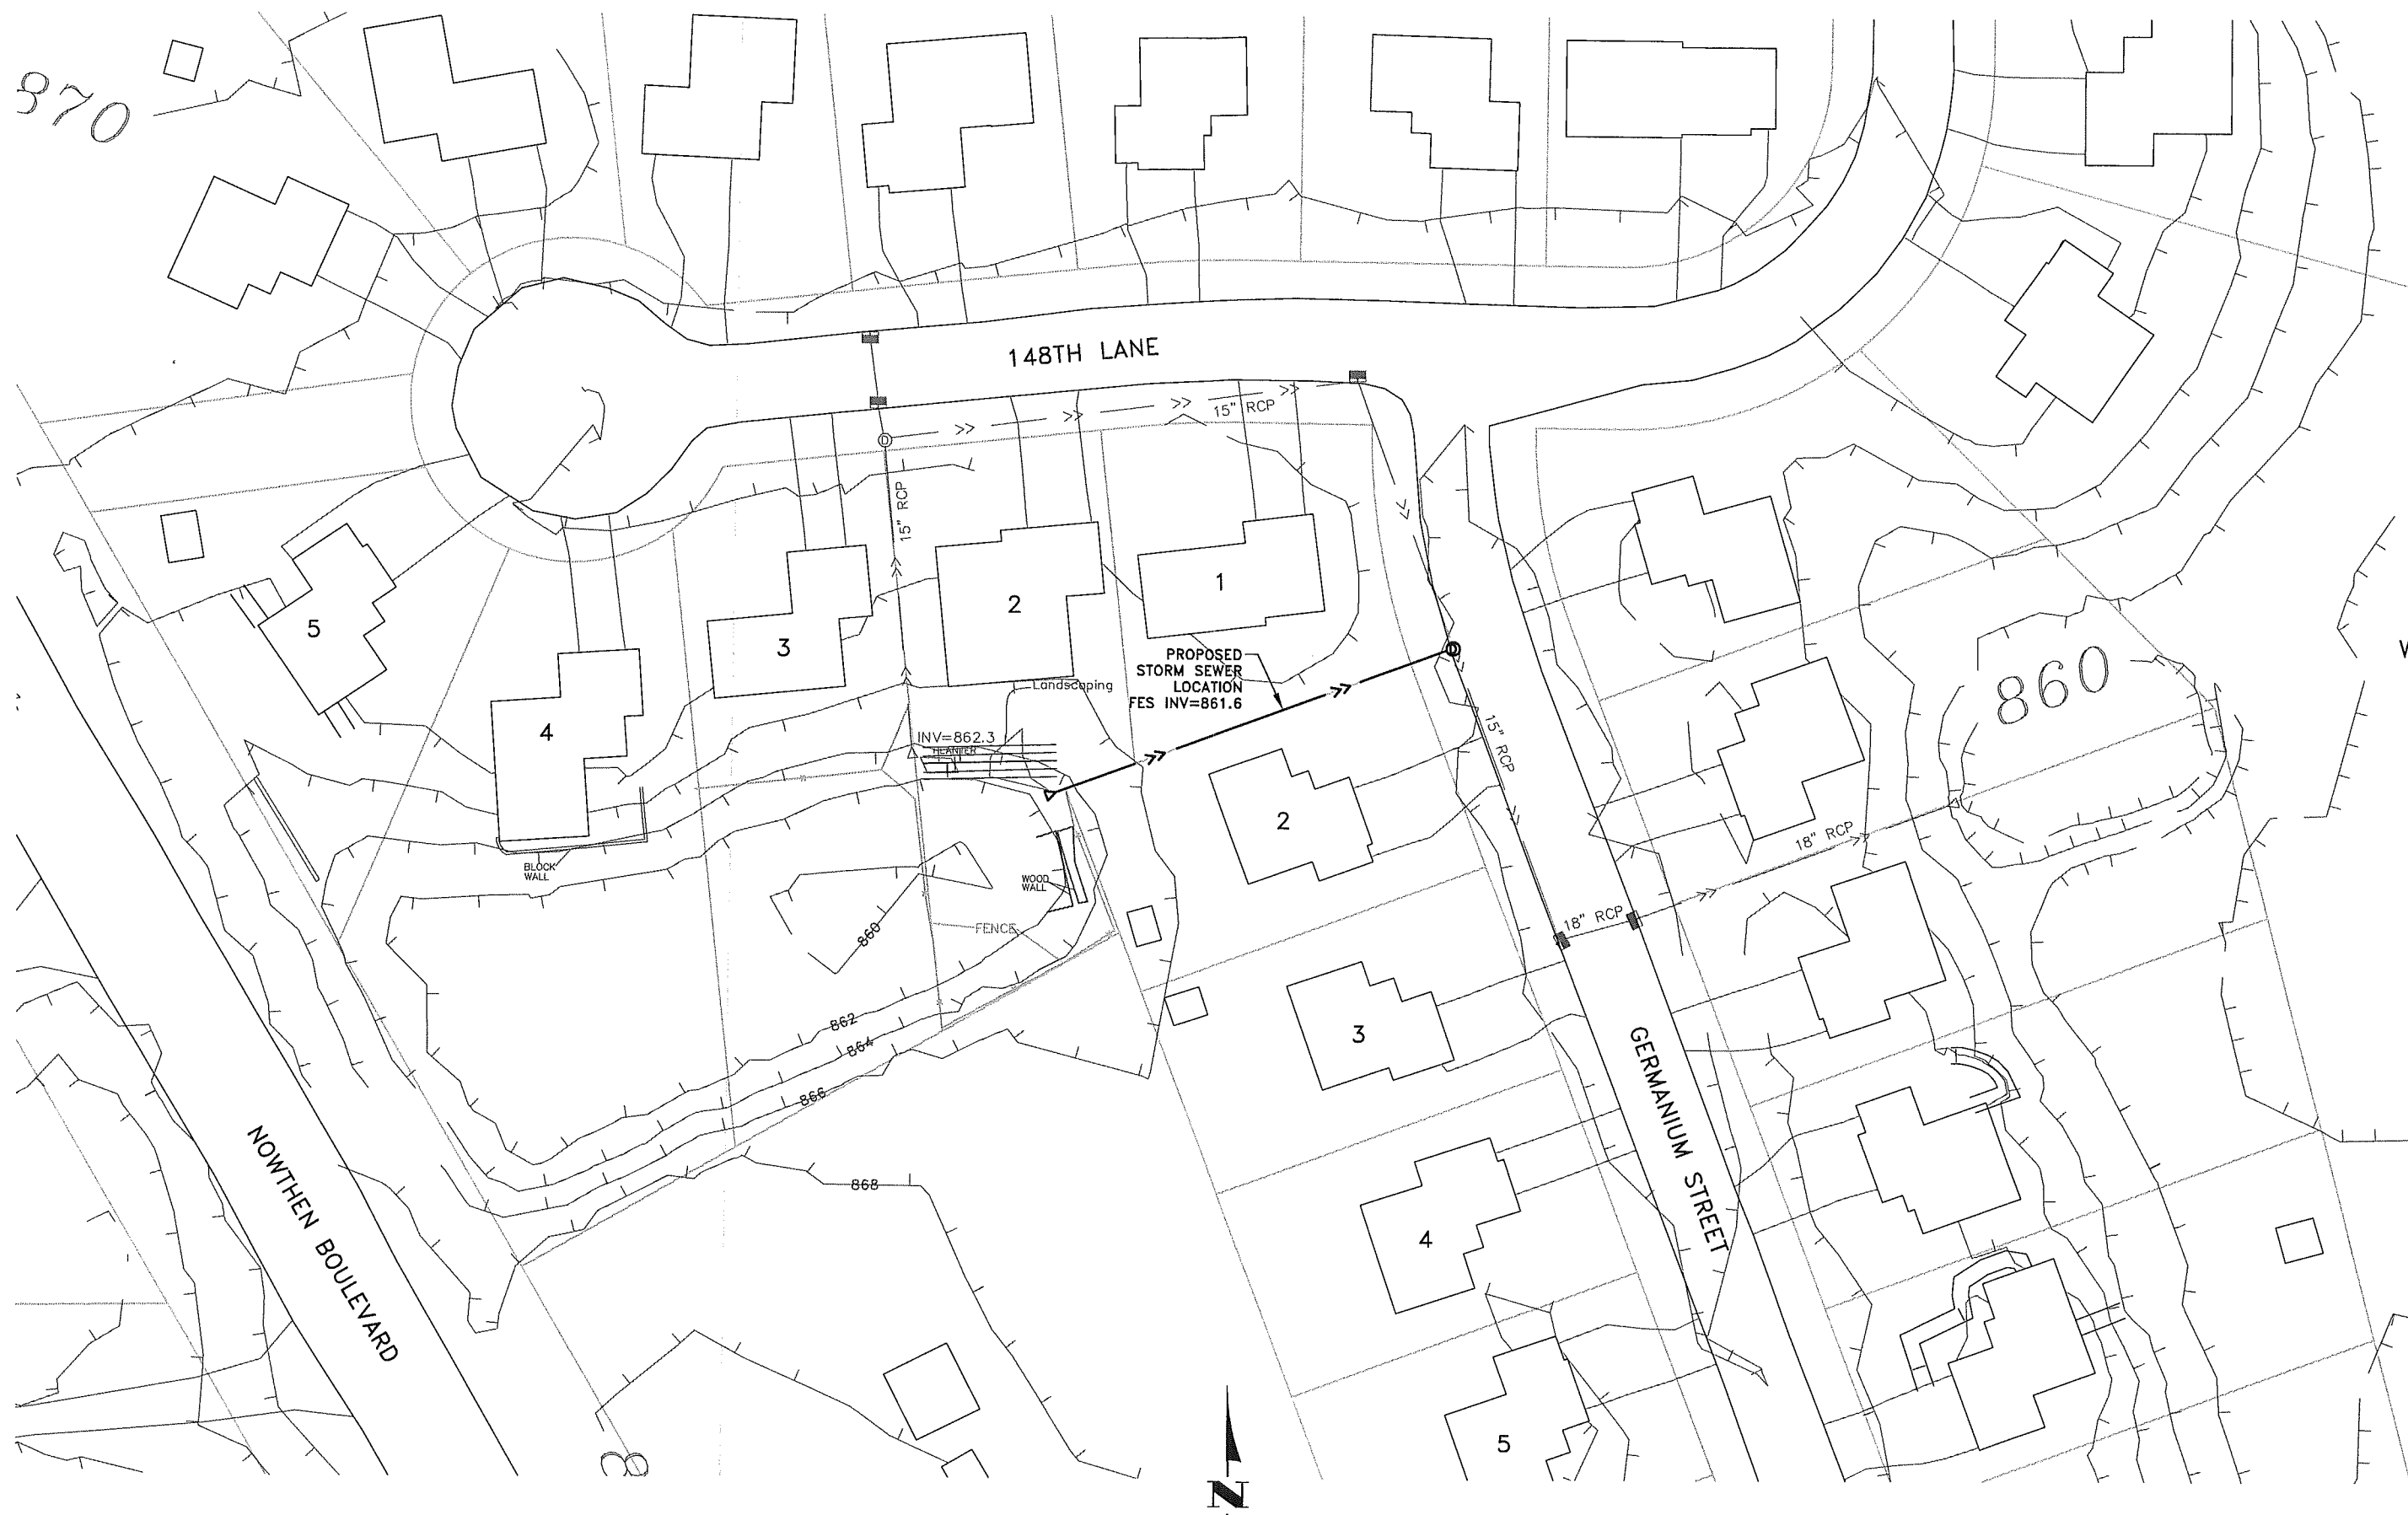 870
148TH LANE
15" RCP
15" RCP
1
2
3
4
5
PROPOSED
STORM SEWER
LOCATION
FES INV=861.6
Landscaping
INV=862.3
PLANTER
860
15" RCP
2
18" RCP
BLOCK
WALL
WOOD
WALL
18" RCP
860
FENCE
862
864
866
3
GERMANIUM STREET
NOWTHEN BOULEVARD
868
4
5
N